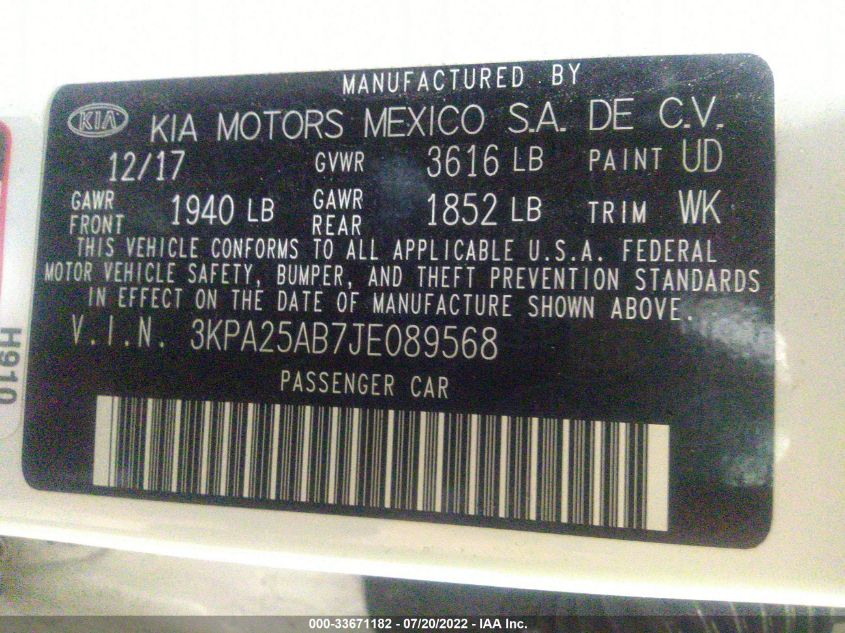 MANUFACTURED BY
KIA KIA MOTORS MEXICO S.A. DE C.V.
12/17 GVWR 3616 LB PAINT UD
GAWR FRONT 1940 LB GAWR REAR 1852 LB TRIM WK
THIS VEHICLE CONFORMS TO ALL APPLICABLE U.S.A. FEDERAL
MOTOR VEHICLE SAFETY, BUMPER, AND THEFT PREVENTION STANDARDS
IN EFFECT ON THE DATE OF MANUFACTURE SHOWN ABOVE.
V.I.N. 3KPA25AB7JE089568
PASSENGER CAR
H910
000-33671182 - 07/20/2022 - IAA Inc.